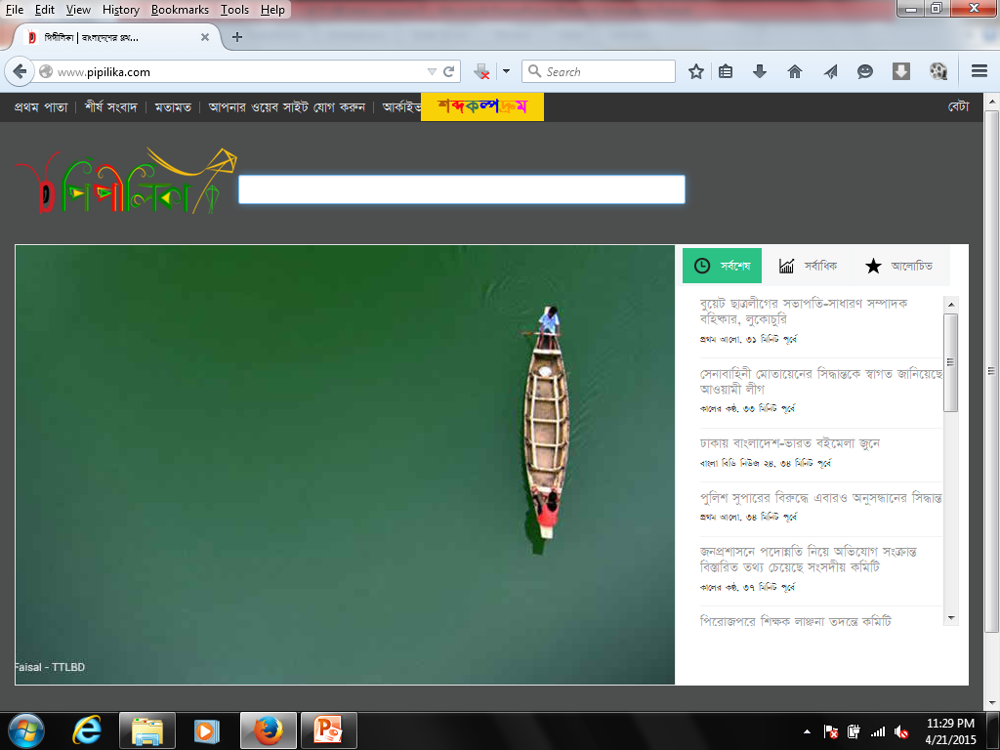 File Edit View History Bookmarks Tools Help
পিপীলিকা | বাংলাদেশের প্রথ...
www.pipilika.com
Search
প্রথম পাতা | শীর্ষ সংবাদ | মতামত | আপনার ওয়েব সাইট যোগ করুন | আর্কাইভ
শব্দকল্পদ্রুম
বেটা
পিপীলিকা
সর্বশেষ সর্বাধিক আলোচিত
বুয়েট ছাত্রলীগের সভাপতি-সাধারণ সম্পাদক
বহিষ্কার, লুকোচুরি
প্রথম আলো, ৩১ মিনিট পূর্বে
সেনাবাহিনী মোতায়েনের সিদ্ধান্তকে স্বাগত জানিয়েছে
আওয়ামী লীগ
কালের কণ্ঠ, ৩৩ মিনিট পূর্বে
ঢাকায় বাংলাদেশ-ভারত বইমেলা জুনে
বাংলা বিডি নিউজ ২৪, ৩৪ মিনিট পূর্বে
পুলিশ সুপারের বিরুদ্ধে এবারও অনুসন্ধানের সিদ্ধান্ত
প্রথম আলো, ৩৪ মিনিট পূর্বে
জনপ্রশাসনে পদোন্নতি নিয়ে অভিযোগ সংক্রান্ত
বিস্তারিত তথ্য চেয়েছে সংসদীয় কমিটি
কালের কণ্ঠ, ৩৭ মিনিট পূর্বে
পিরোজপুরে শিক্ষক লাঞ্ছনা তদন্তে কমিটি
Faisal - TTLBD
11:29 PM
4/21/2015